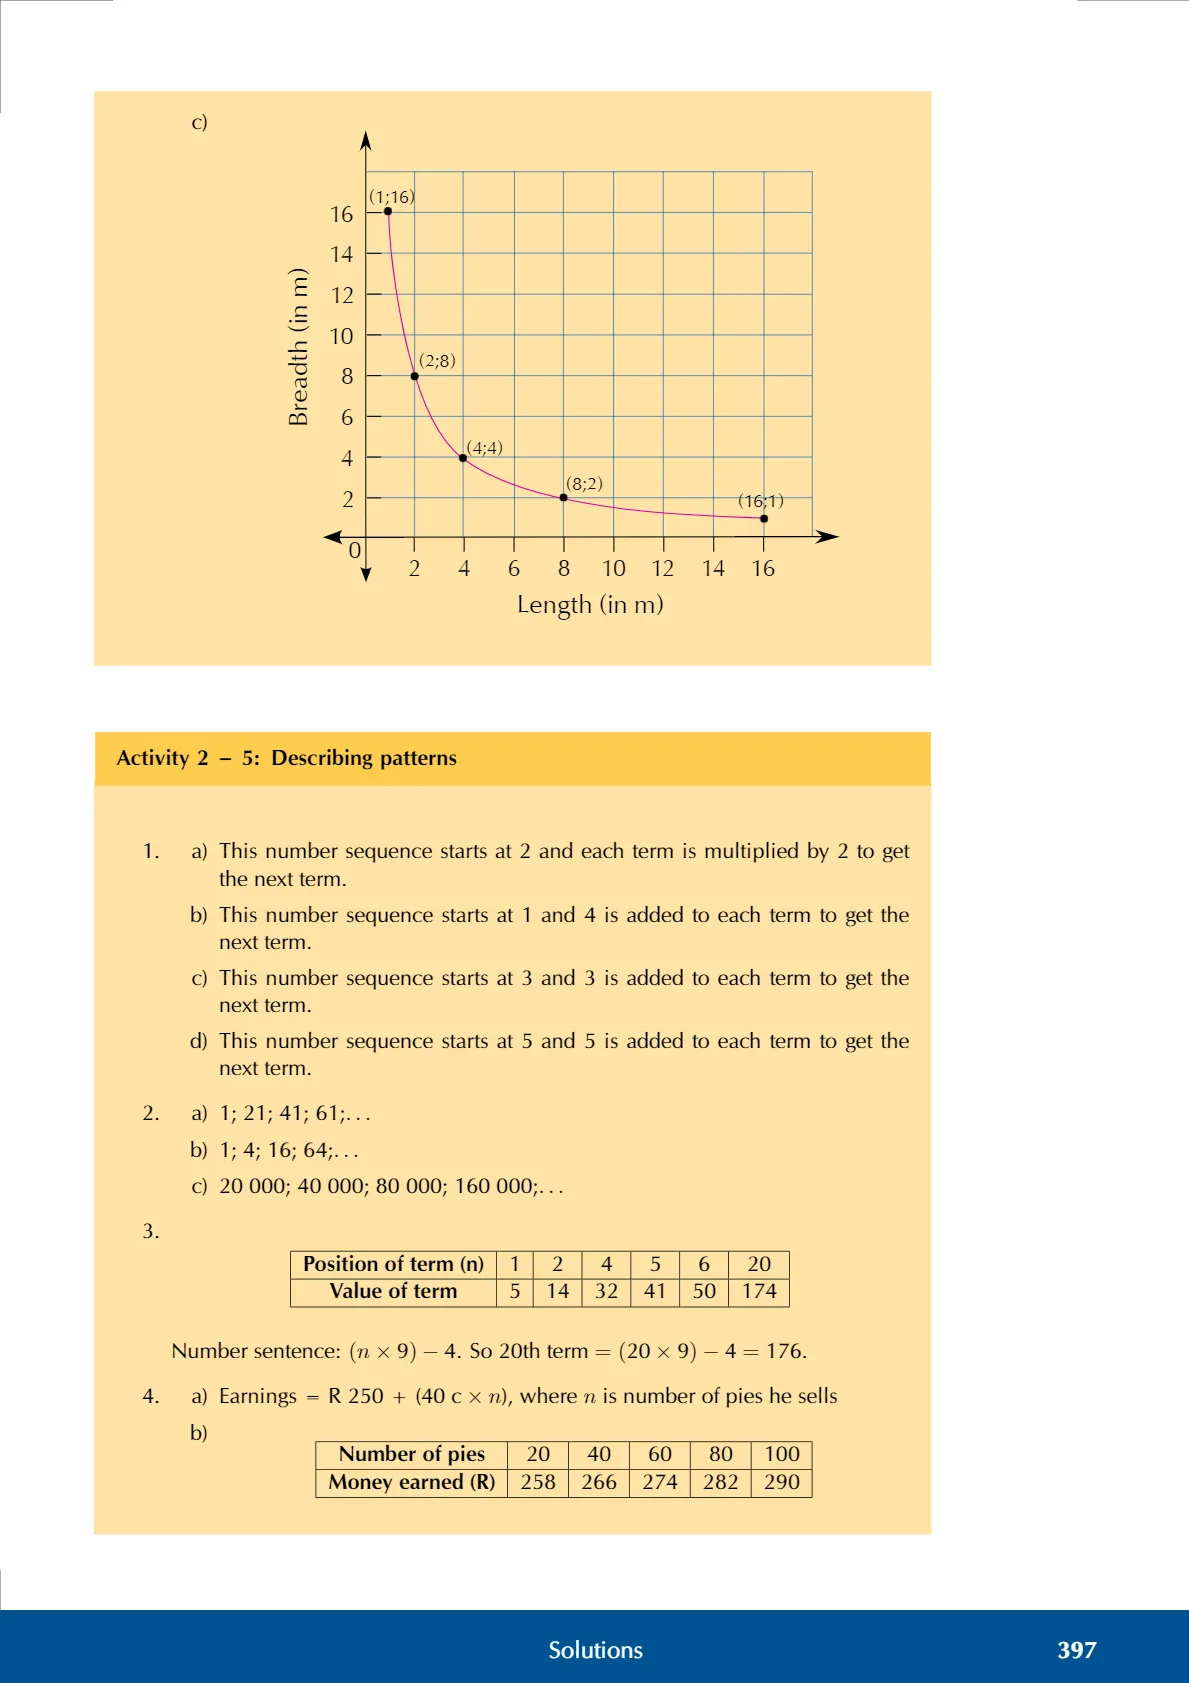 c)
(1;16)
16
14
12
10
8
6
4
2
0
Breadth (in m)
(2;8)
(4;4)
(8;2)
(16;1)
2 4 6 8 10 12 14 16
Length (in m)
Activity 2 – 5: Describing patterns
1. a) This number sequence starts at 2 and each term is multiplied by 2 to get
the next term.
b) This number sequence starts at 1 and 4 is added to each term to get the
next term.
c) This number sequence starts at 3 and 3 is added to each term to get the
next term.
d) This number sequence starts at 5 and 5 is added to each term to get the
next term.
2. a) 1; 21; 41; 61;. . .
b) 1; 4; 16; 64;. . .
c) 20 000; 40 000; 80 000; 160 000;. . .
3.
Position of term (n) 1 2 4 5 6 20
Value of term 5 14 32 41 50 174
Number sentence: (n × 9) − 4. So 20th term = (20 × 9) − 4 = 176.
4. a) Earnings = R 250 + (40 c × n), where n is number of pies he sells
b)
Number of pies 20 40 60 80 100
Money earned (R) 258 266 274 282 290
Solutions 397